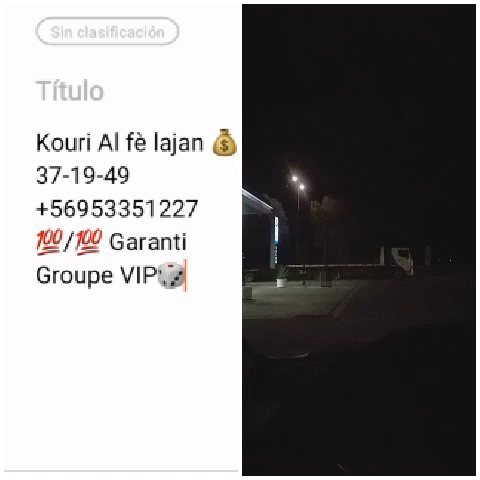 Sin clasificación
Título
Kouri Al fè lajan 💰
37-19-49
+56953351227
💯/💯 Garanti
Groupe VIP🎲